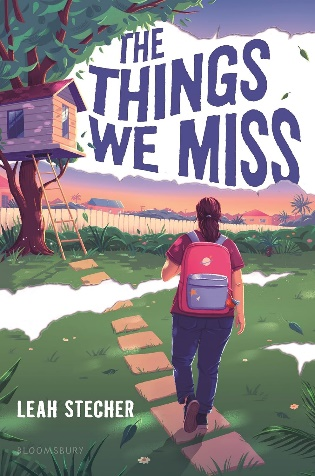 THE
THINGS
WE MISS
LEAH STECHER
BLOOMSBURY